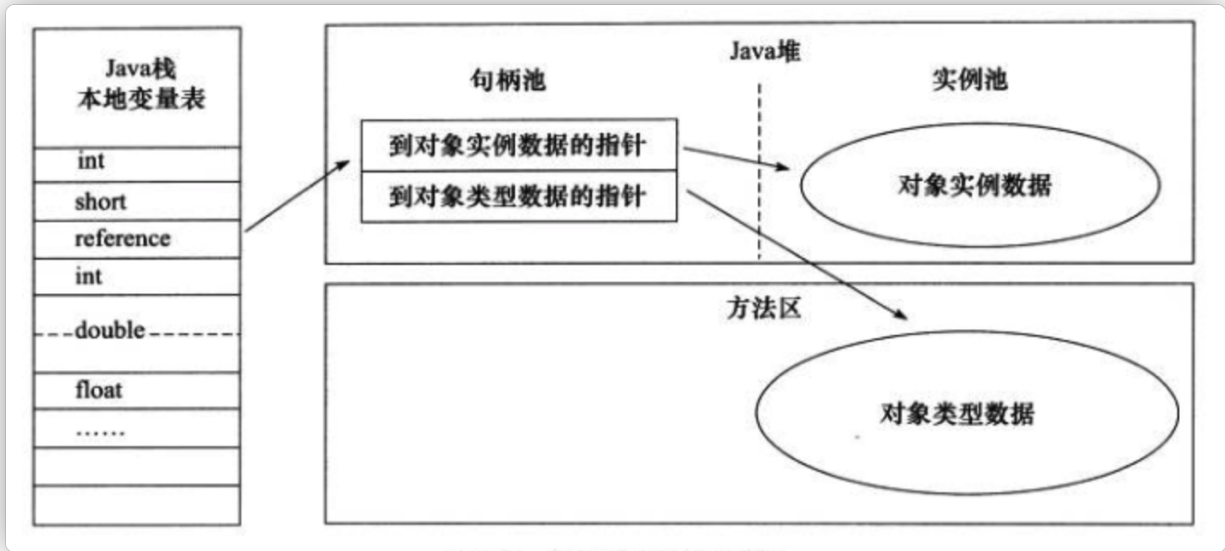 Java栈
本地变量表
int
short
reference
int
double
float
……
Java堆
句柄池
实例池
到对象实例数据的指针
到对象类型数据的指针
对象实例数据
方法区
对象类型数据